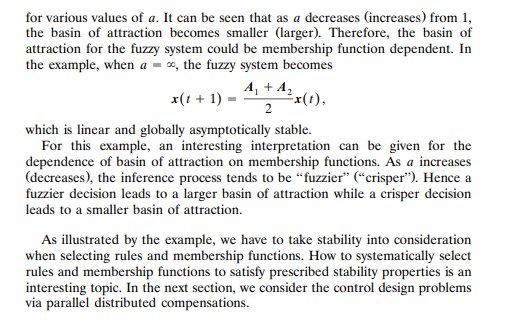 for various values of a. It can be seen that as a decreases (increases) from 1,
the basin of attraction becomes smaller (larger). Therefore, the basin of
attraction for the fuzzy system could be membership function dependent. In
the example, when a = ∞, the fuzzy system becomes
x(t + 1) = (A₁ + A₂)/2 x(t),
which is linear and globally asymptotically stable.
For this example, an interesting interpretation can be given for the
dependence of basin of attraction on membership functions. As a increases
(decreases), the inference process tends to be “fuzzier” (“crisper”). Hence a
fuzzier decision leads to a larger basin of attraction while a crisper decision
leads to a smaller basin of attraction.
As illustrated by the example, we have to take stability into consideration
when selecting rules and membership functions. How to systematically select
rules and membership functions to satisfy prescribed stability properties is an
interesting topic. In the next section, we consider the control design problems
via parallel distributed compensations.